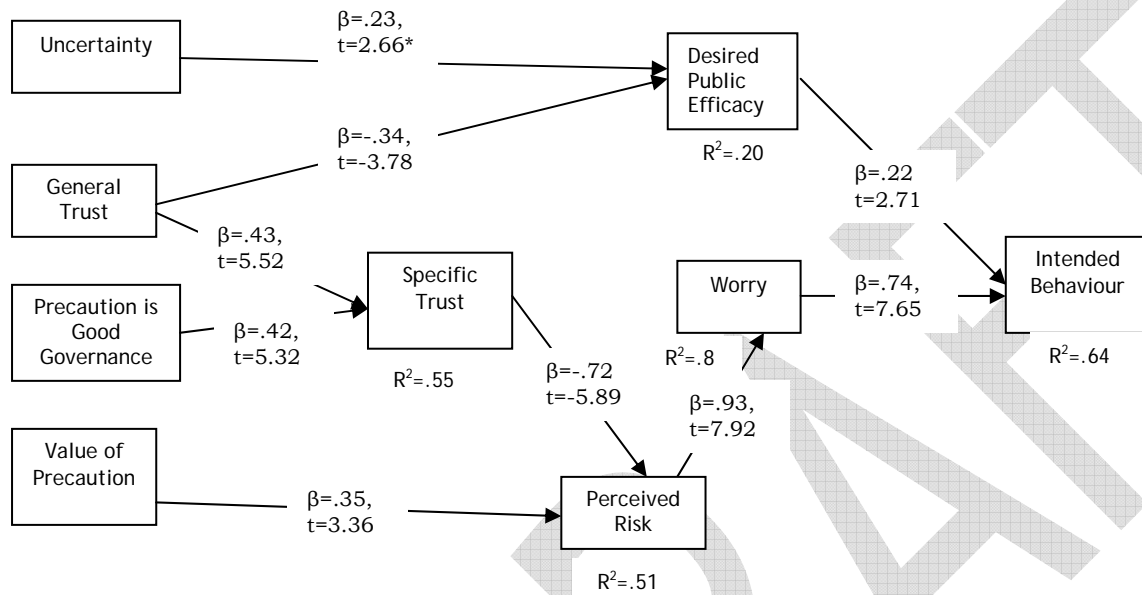 Uncertainty
β=.23,
t=2.66*
Desired
Public
Efficacy
R²=.20
β=-.34,
t=-3.78
General
Trust
β=.22
t=2.71
β=.43,
t=5.52
Specific
Trust
R²=.55
Worry
R²=.8
β=.74,
t=7.65
Intended
Behaviour
R²=.64
Precaution is
Good
Governance
β=.42,
t=5.32
β=-.72
t=-5.89
β=.93,
t=7.92
Value of
Precaution
β=.35,
t=3.36
Perceived
Risk
R²=.51